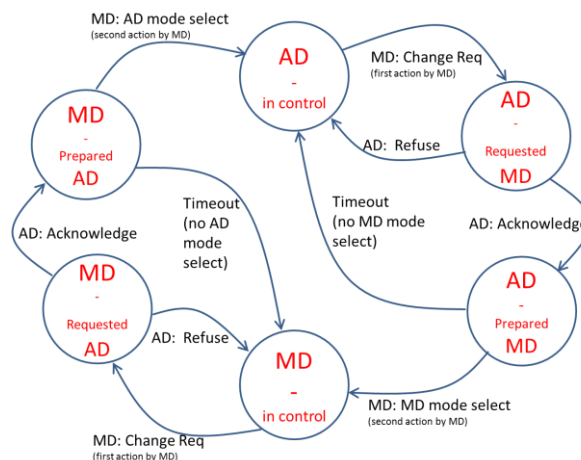 MD: AD mode select
(second action by MD)
AD
-
in control
MD: Change Req
(first action by MD)
AD
-
Requested
MD
AD: Refuse
MD
-
Prepared
AD
Timeout
(no AD
mode
select)
Timeout
(no MD mode
select)
AD: Acknowledge
AD: Acknowledge
MD
-
Requested
AD
AD: Refuse
AD
-
Prepared
MD
MD
-
in control
MD: MD mode select
(second action by MD)
MD: Change Req
(first action by MD)